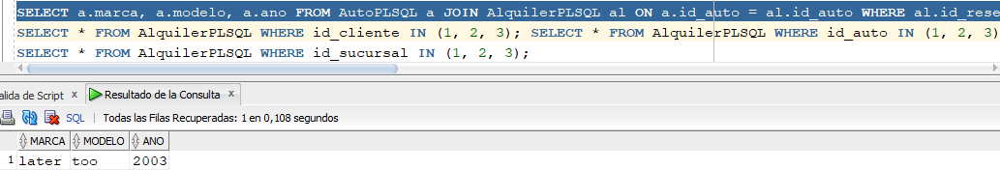 SELECT a.marca, a.modelo, a.ano FROM AutoPLSQL a JOIN AlquilerPLSQL al ON a.id_auto = al.id_auto WHERE al.id_rese
SELECT * FROM AlquilerPLSQL WHERE id_cliente IN (1, 2, 3); SELECT * FROM AlquilerPLSQL WHERE id_auto IN (1, 2, 3)
SELECT * FROM AlquilerPLSQL WHERE id_sucursal IN (1, 2, 3);
alida de Script x Resultado de la Consulta x
SQL | Todas las Filas Recuperadas: 1 en 0,108 segundos
MARCA MODELO ANO
1 later too 2003